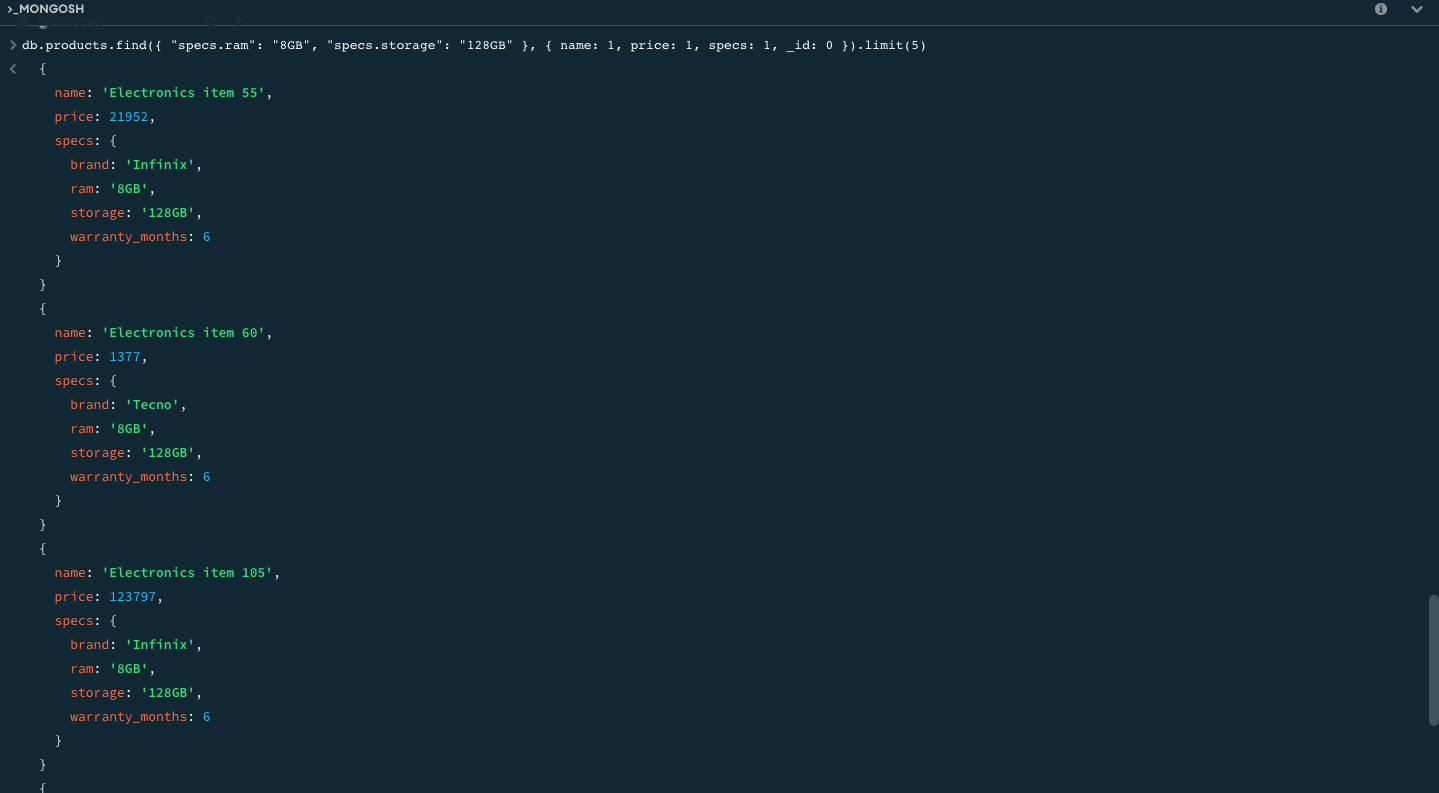 >_MONGOSH
> db.products.find({ "specs.ram": "8GB", "specs.storage": "128GB" }, { name: 1, price: 1, specs: 1, _id: 0 }).limit(5)
< {
name: 'Electronics item 55',
price: 21952,
specs: {
brand: 'Infinix',
ram: '8GB',
storage: '128GB',
warranty_months: 6
}
}
{
name: 'Electronics item 60',
price: 1377,
specs: {
brand: 'Tecno',
ram: '8GB',
storage: '128GB',
warranty_months: 6
}
}
{
name: 'Electronics item 105',
price: 123797,
specs: {
brand: 'Infinix',
ram: '8GB',
storage: '128GB',
warranty_months: 6
}
}
{